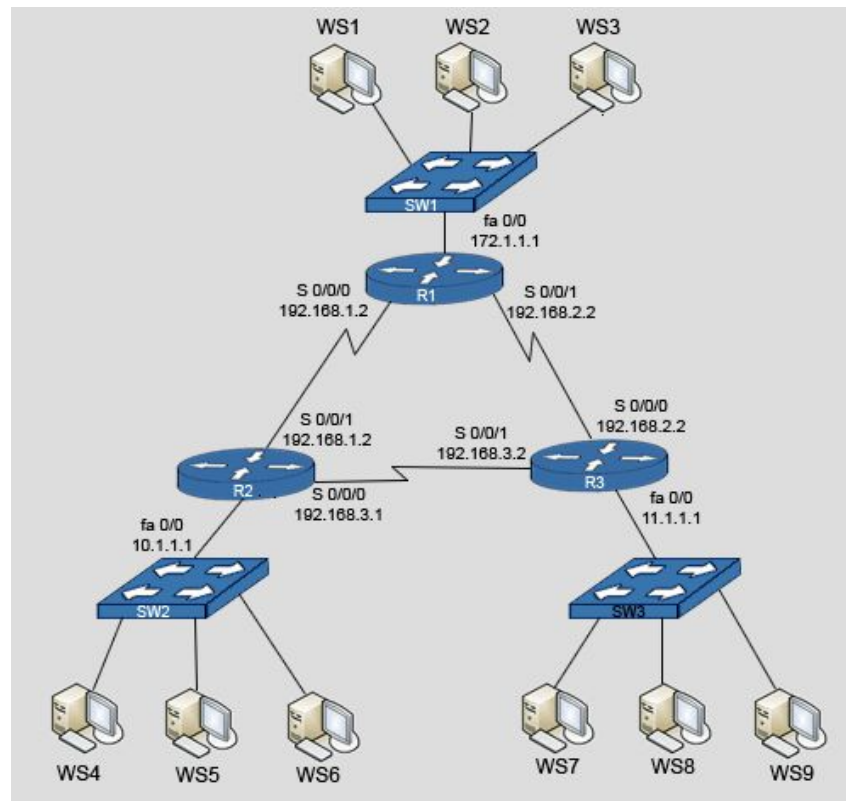 WS1
WS2
WS3
SW1
fa 0/0
172.1.1.1
R1
S 0/0/0
192.168.1.2
S 0/0/1
192.168.2.2
S 0/0/1
192.168.1.2
S 0/0/1
192.168.3.2
S 0/0/0
192.168.2.2
R2
S 0/0/0
192.168.3.1
R3
fa 0/0
11.1.1.1
fa 0/0
10.1.1.1
SW2
SW3
WS4
WS5
WS6
WS7
WS8
WS9